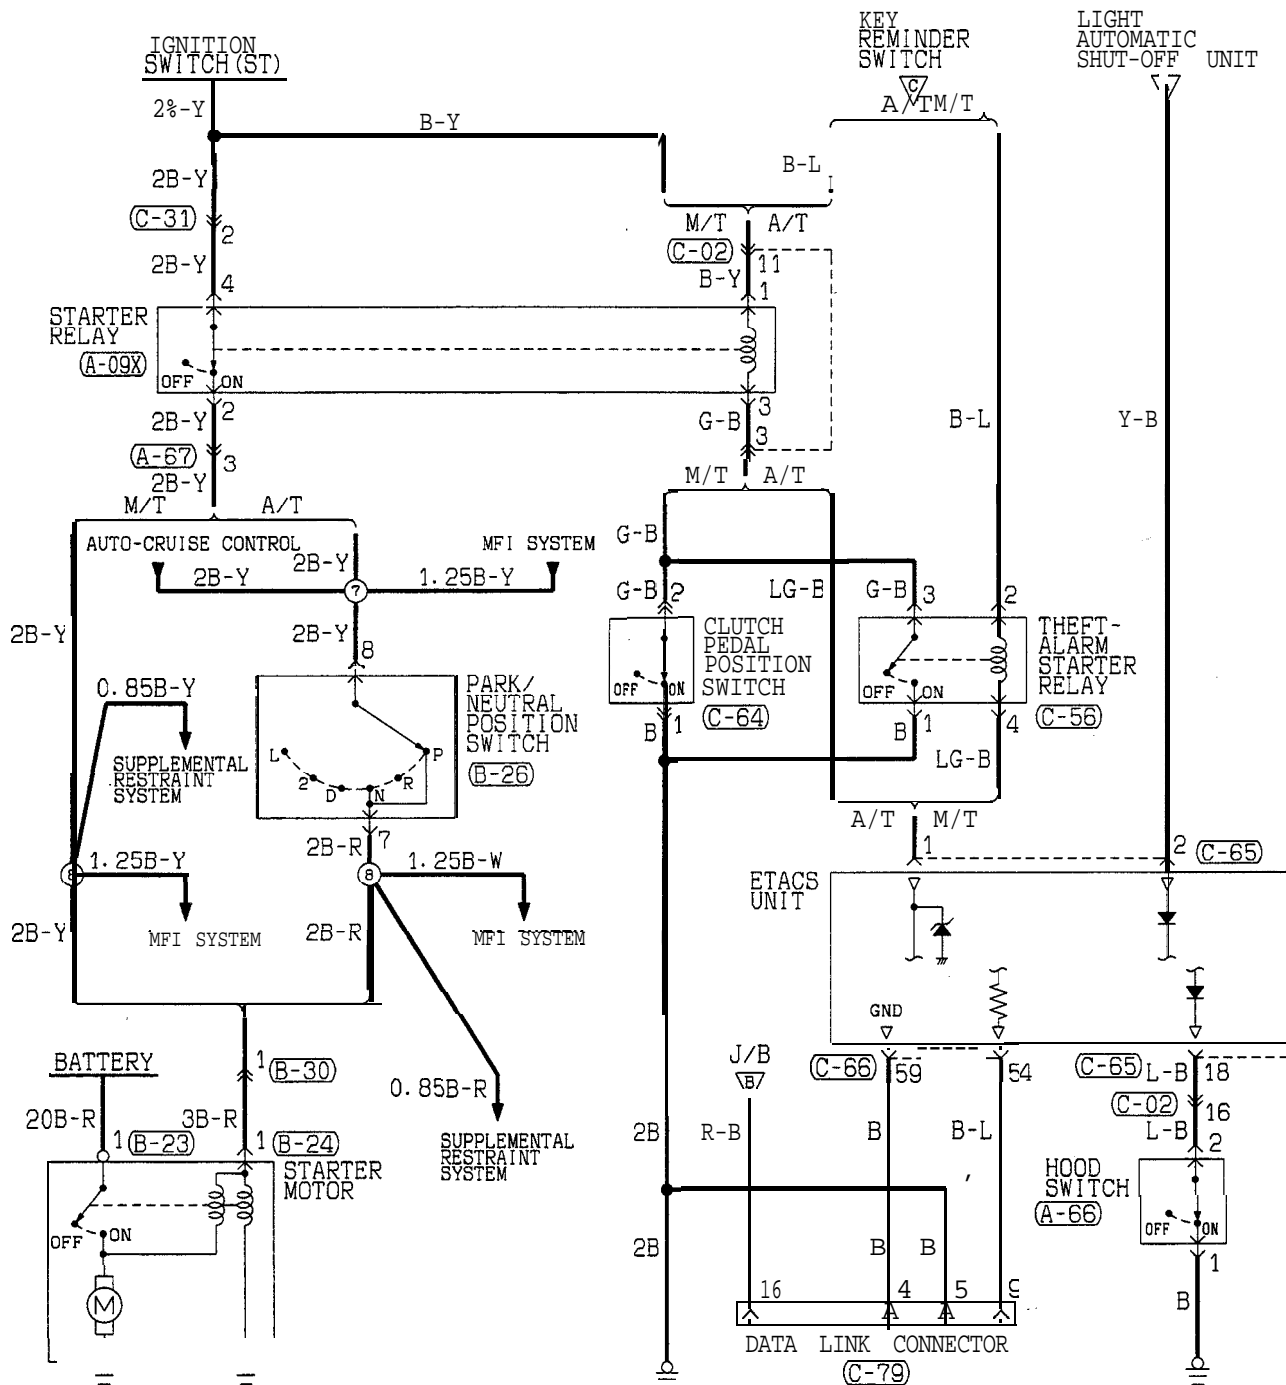 IGNITION
SWITCH(ST)
KEY
REMINDER
SWITCH
LIGHT
AUTOMATIC
SHUT-OFF UNIT
C
A/T M/T
2%-Y
B-Y
B-L
2B-Y
C-31
2
2B-Y
4
M/T A/T
C-02
11
B-Y
1
STARTER
RELAY
A-09X
OFF ON
2
2B-Y
A-67
3
2B-Y
3
G-B
3
B-L
Y-B
M/T A/T
M/T A/T
AUTO-CRUISE CONTROL
MFI SYSTEM
2B-Y
2B-Y
1.25B-Y
7
2B-Y
8
2B-Y
G-B
G-B
2
LG-B
G-B
3
2
CLUTCH
PEDAL
POSITION
SWITCH
C-64
OFF ON
1
B
THEFT-
ALARM
STARTER
RELAY
C-56
OFF ON
B
1
4
LG-B
0.85B-Y
SUPPLEMENTAL
RESTRAINT
SYSTEM
PARK/
NEUTRAL
POSITION
SWITCH
B-26
L
2
D
N
R
P
7
2B-R
8
1.25B-Y
8
1.25B-W
2B-Y
MFI SYSTEM
2B-R
MFI SYSTEM
A/T M/T
1
2
C-65
ETACS
UNIT
GND
BATTERY
1
B-30
0.85B-R
J/B
B
C-66
59
54
C-65
L-B
18
C-02
16
L-B
2
20B-R
3B-R
1
B-23
1
B-24
STARTER
MOTOR
SUPPLEMENTAL
RESTRAINT
SYSTEM
2B
R-B
B
B-L
HOOD
SWITCH
A-66
OFF ON
1
B
OFF ON
M
2B
B
B
16
4
5
9
DATA LINK CONNECTOR
C-79